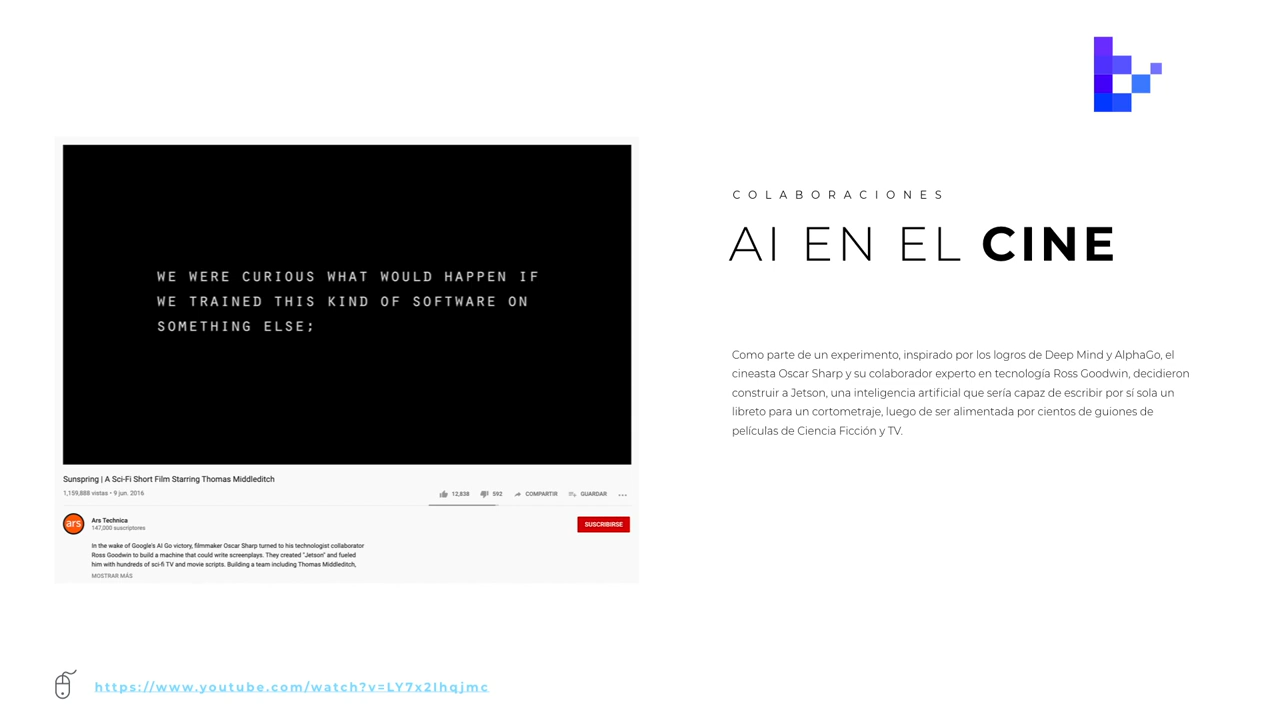 COLABORACIONES
AI EN EL CINE
WE WERE CURIOUS WHAT WOULD HAPPEN IF
WE TRAINED THIS KIND OF SOFTWARE ON
SOMETHING ELSE;
Sunspring | A Sci-Fi Short Film Starring Thomas Middleditch
1,159,888 vistas • 9 jun. 2016
12,838 592 COMPARTIR GUARDAR ...
ars
Ars Technica
147,000 suscriptores
SUSCRIBIRSE
In the wake of Google's AI Go victory, filmmaker Oscar Sharp turned to his technologist collaborator
Ross Goodwin to build a machine that could write screenplays. They created "Jetson" and fueled
him with hundreds of sci-fi TV and movie scripts. Building a team including Thomas Middleditch,
MOSTRAR MÁS
Como parte de un experimento, inspirado por los logros de Deep Mind y AlphaGo, el
cineasta Oscar Sharp y su colaborador experto en tecnología Ross Goodwin, decidieron
construir a Jetson, una inteligencia artificial que sería capaz de escribir por sí sola un
libreto para un cortometraje, luego de ser alimentada por cientos de guiones de
películas de Ciencia Ficción y TV.
https://www.youtube.com/watch?v=LY7x2Ihqjmc